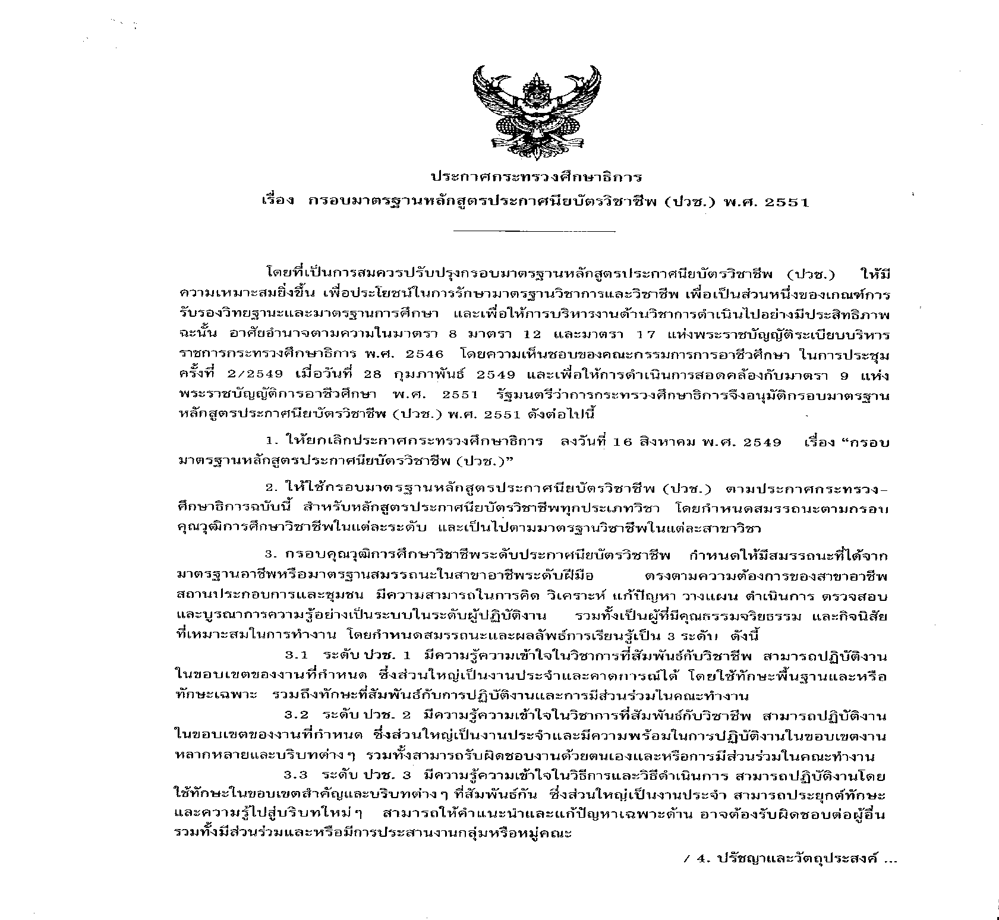 ประกาศกระทรวงศึกษาธิการ
เรื่อง กรอบมาตรฐานหลักสูตรประกาศนียบัตรวิชาชีพ (ปวช.) พ.ศ. 2551
โดยที่เป็นการสมควรปรับปรุงกรอบมาตรฐานหลักสูตรประกาศนียบัตรวิชาชีพ (ปวช.) ให้มี
ความเหมาะสมยิ่งขึ้น เพื่อประโยชน์ในการรักษามาตรฐานวิชาการและวิชาชีพ เพื่อเป็นส่วนหนึ่งของเกณฑ์การ
รับรองวิทยฐานะและมาตรฐานการศึกษา และเพื่อให้การบริหารงานด้านวิชาการดำเนินไปอย่างมีประสิทธิภาพ
ฉะนั้น อาศัยอำนาจตามความในมาตรา 8 มาตรา 12 และมาตรา 17 แห่งพระราชบัญญัติระเบียบบริหาร
ราชการกระทรวงศึกษาธิการ พ.ศ. 2546 โดยความเห็นชอบของคณะกรรมการการอาชีวศึกษา ในการประชุม
ครั้งที่ 2/2549 เมื่อวันที่ 28 กุมภาพันธ์ 2549 และเพื่อให้การดำเนินการสอดคล้องกับมาตรา 9 แห่ง
พระราชบัญญัติการอาชีวศึกษา พ.ศ. 2551 รัฐมนตรีว่าการกระทรวงศึกษาธิการจึงอนุมัติกรอบมาตรฐาน
หลักสูตรประกาศนียบัตรวิชาชีพ (ปวช.) พ.ศ. 2551 ดังต่อไปนี้
1. ให้ยกเลิกประกาศกระทรวงศึกษาธิการ ลงวันที่ 16 สิงหาคม พ.ศ. 2549 เรื่อง “กรอบ
มาตรฐานหลักสูตรประกาศนียบัตรวิชาชีพ (ปวช.)”
2. ให้ใช้กรอบมาตรฐานหลักสูตรประกาศนียบัตรวิชาชีพ (ปวช.) ตามประกาศกระทรวง-
ศึกษาธิการฉบับนี้ สำหรับหลักสูตรประกาศนียบัตรวิชาชีพทุกประเภทวิชา โดยกำหนดสมรรถนะตามกรอบ
คุณวุฒิการศึกษาวิชาชีพในแต่ละระดับ และเป็นไปตามมาตรฐานวิชาชีพในแต่ละสาขาวิชา
3. กรอบคุณวุฒิการศึกษาวิชาชีพระดับประกาศนียบัตรวิชาชีพ กำหนดให้มีสมรรถนะที่ได้จาก
มาตรฐานอาชีพหรือมาตรฐานสมรรถนะในสาขาอาชีพระดับฝีมือ ตรงตามความต้องการของสาขาอาชีพ
สถานประกอบการและชุมชน มีความสามารถในการคิด วิเคราะห์ แก้ปัญหา วางแผน ดำเนินการ ตรวจสอบ
และบูรณาการความรู้อย่างเป็นระบบในระดับผู้ปฏิบัติงาน รวมทั้งเป็นผู้ที่มีคุณธรรมจริยธรรม และกิจนิสัย
ที่เหมาะสมในการทำงาน โดยกำหนดสมรรถนะและผลลัพธ์การเรียนรู้เป็น 3 ระดับ ดังนี้
3.1 ระดับ ปวช. 1 มีความรู้ความเข้าใจในวิชาการที่สัมพันธ์กับวิชาชีพ สามารถปฏิบัติงาน
ในขอบเขตของงานที่กำหนด ซึ่งส่วนใหญ่เป็นงานประจำและคาดการณ์ได้ โดยใช้ทักษะพื้นฐานและหรือ
ทักษะเฉพาะ รวมถึงทักษะที่สัมพันธ์กับการปฏิบัติงานและการมีส่วนร่วมในคณะทำงาน
3.2 ระดับ ปวช. 2 มีความรู้ความเข้าใจในวิชาการที่สัมพันธ์กับวิชาชีพ สามารถปฏิบัติงาน
ในขอบเขตของงานที่กำหนด ซึ่งส่วนใหญ่เป็นงานประจำและมีความพร้อมในการปฏิบัติงานในขอบเขตงาน
หลากหลายและบริบทต่างๆ รวมทั้งสามารถรับผิดชอบงานด้วยตนเองและหรือการมีส่วนร่วมในคณะทำงาน
3.3 ระดับ ปวช. 3 มีความรู้ความเข้าใจในวิธีการและวิธีดำเนินการ สามารถปฏิบัติงานโดย
ใช้ทักษะในขอบเขตสำคัญและบริบทต่างๆ ที่สัมพันธ์กัน ซึ่งส่วนใหญ่เป็นงานประจำ สามารถประยุกต์ทักษะ
และความรู้ไปสู่บริบทใหม่ๆ สามารถให้คำแนะนำและแก้ปัญหาเฉพาะด้าน อาจต้องรับผิดชอบต่อผู้อื่น
รวมทั้งมีส่วนร่วมและหรือมีการประสานงานกลุ่มหรือหมู่คณะ
/ 4. ปรัชญาและวัตถุประสงค์ ...